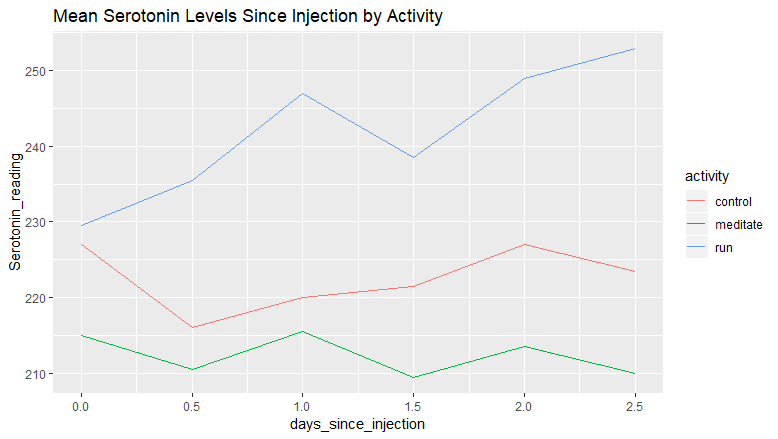 Mean Serotonin Levels Since Injection by Activity
Serotonin_reading
250
240
230
220
210
0.0 0.5 1.0 1.5 2.0 2.5
days_since_injection
activity
control
meditate
run